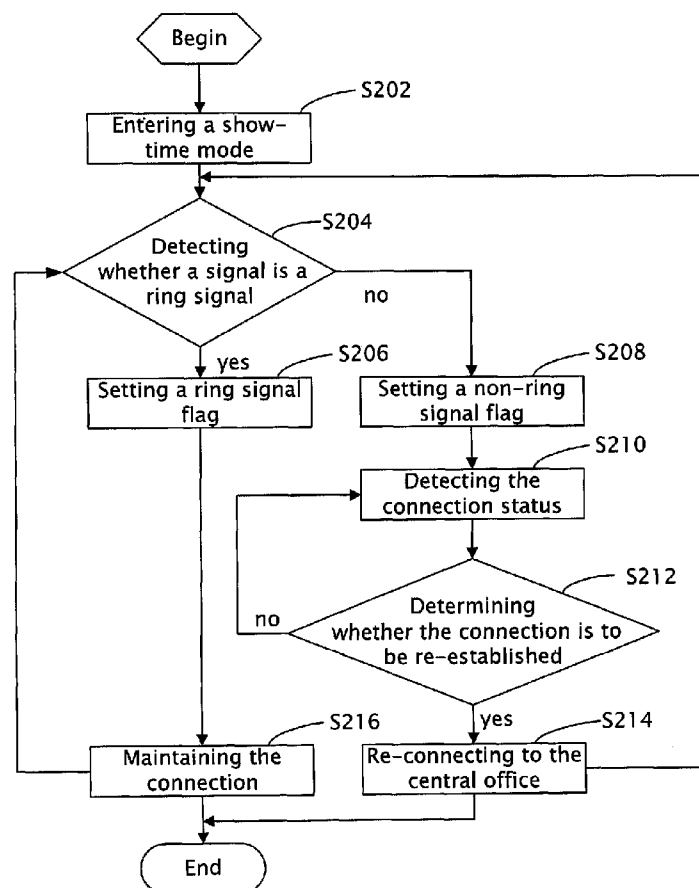 Begin
S202
Entering a show-
time mode
S204
Detecting
whether a signal is a
ring signal
no
yes
S206
Setting a ring signal
flag
S208
Setting a non-ring
signal flag
S210
Detecting the
connection status
S212
Determining
whether the connection is to
be re-established
no
yes
S216
Maintaining the
connection
S214
Re-connecting to the
central office
End